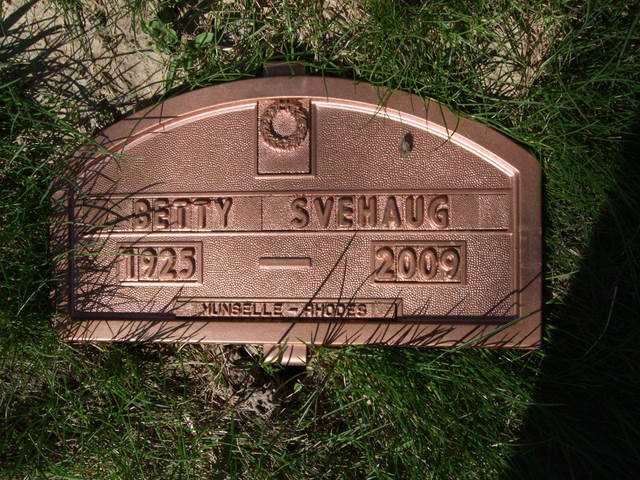 BETTY SVEHAUG
1925 — 2009
MUNSELLE - RHODES